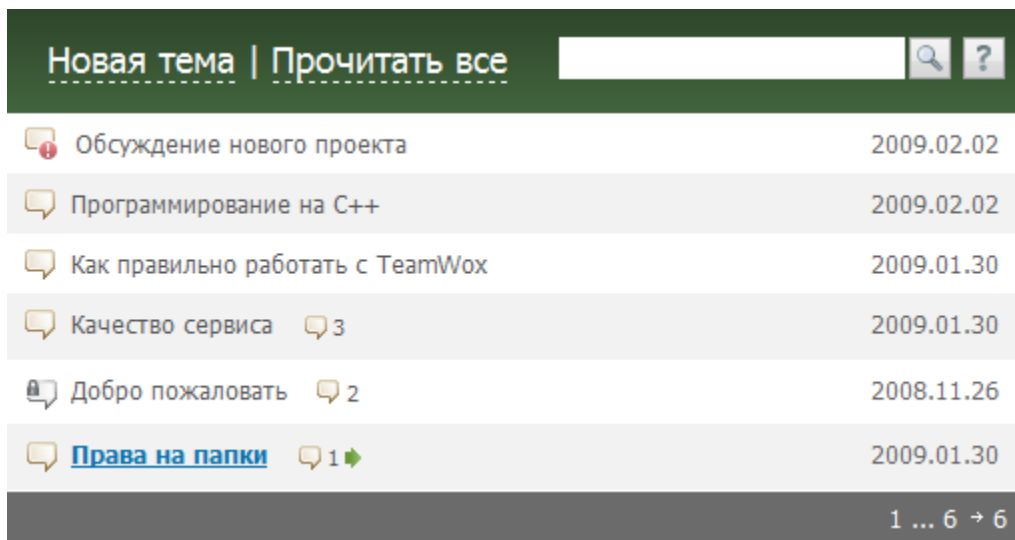 Новая тема | Прочитать все ?
Обсуждение нового проекта 2009.02.02
Программирование на C++ 2009.02.02
Как правильно работать с TeamWox 2009.01.30
Качество сервиса 3 2009.01.30
Добро пожаловать 2 2008.11.26
Права на папки 1 2009.01.30
1 ... 6 → 6